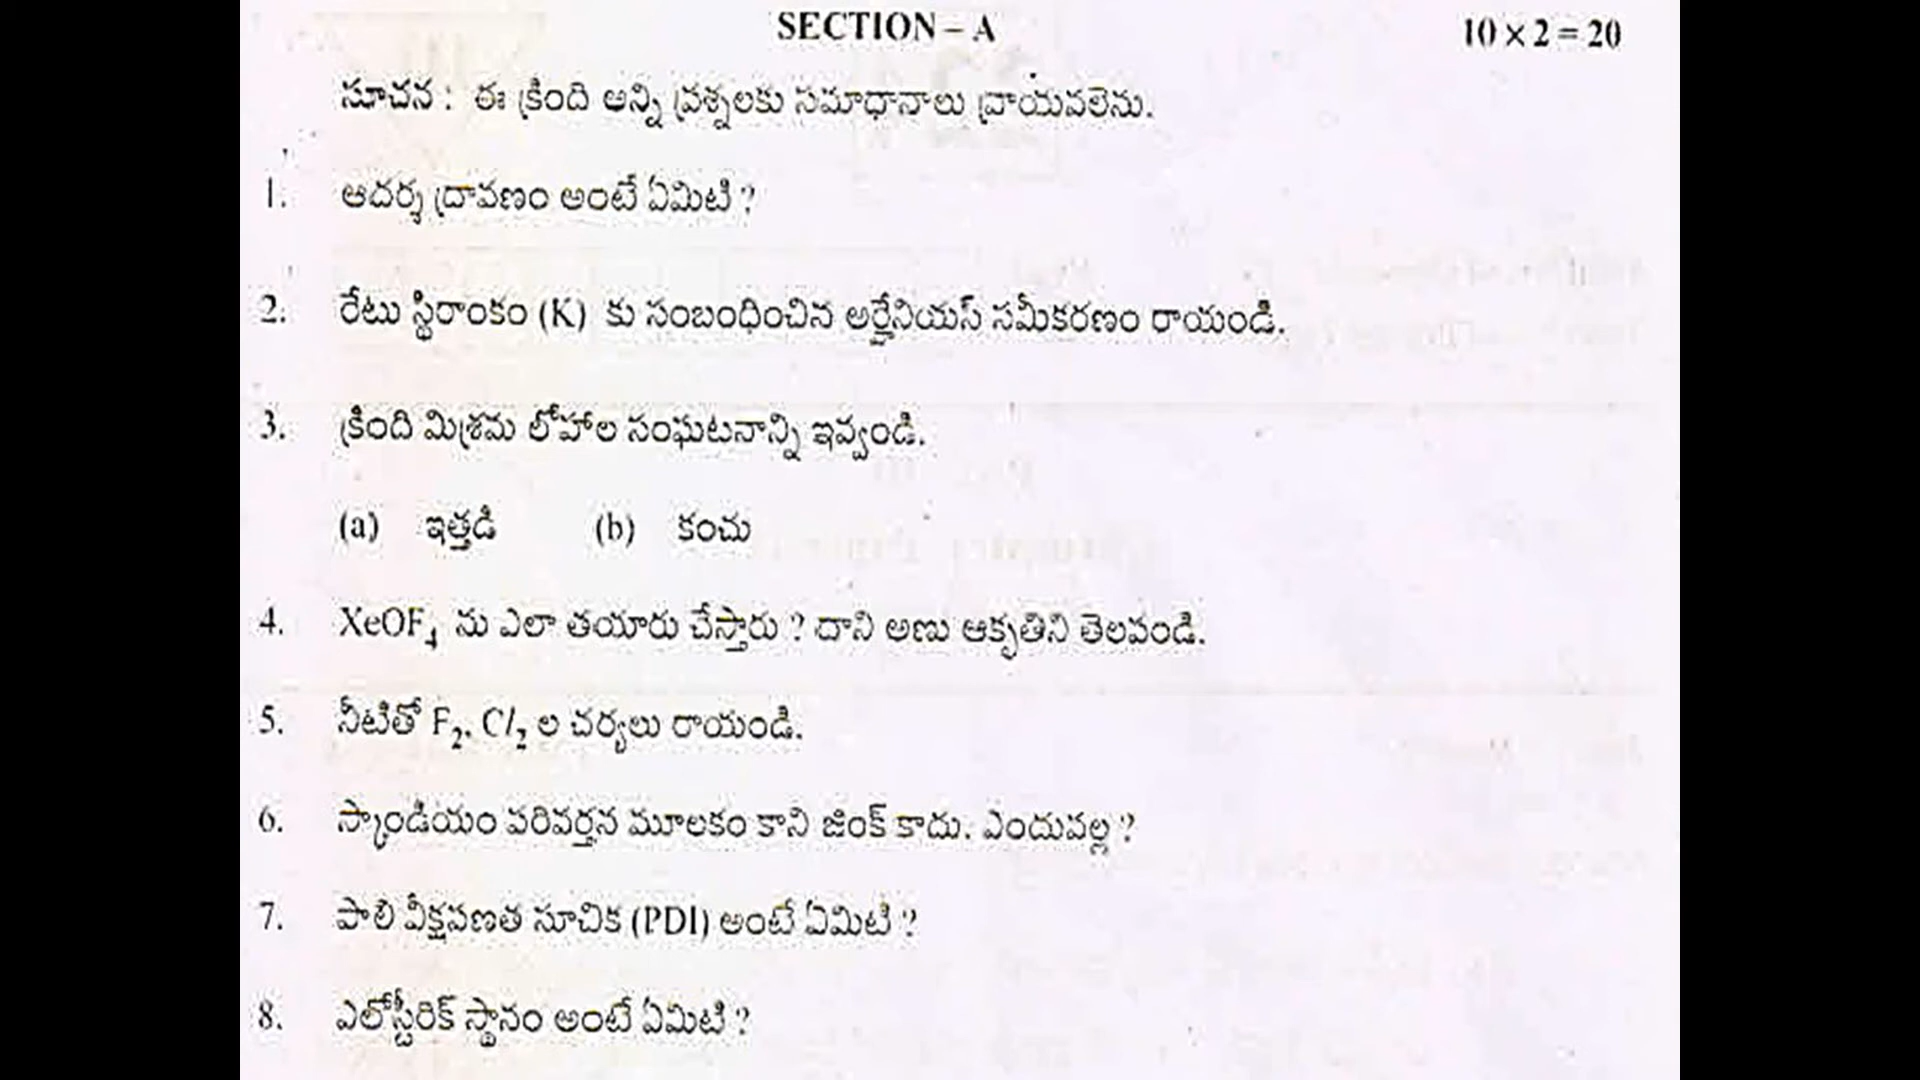 SECTION – A 10 × 2 = 20
సూచన : ఈ క్రింది అన్ని ప్రశ్నలకు సమాధానాలు వ్రాయవలెను.
1. ఆదర్శ ద్రావణం అంటే ఏమిటి ?
2. రేటు స్థిరాంకం (K) కు సంబంధించిన అర్హేనియస్ సమీకరణం రాయండి.
3. క్రింది మిశ్రమ లోహాల సంఘటనాన్ని ఇవ్వండి.
(a) ఇత్తడి (b) కంచు
4. XeOF₄ ను ఎలా తయారు చేస్తారు ? దాని అణు ఆకృతిని తెలపండి.
5. నీటితో F₂, Cl₂ ల చర్యలు రాయండి.
6. స్కాండియం పరివర్తన మూలకం కాని జింక్ కాదు. ఎందువల్ల ?
7. పాలి వీక్షపణత సూచిక (PDI) అంటే ఏమిటి ?
8. ఎలోస్టీరిక్ స్థానం అంటే ఏమిటి ?